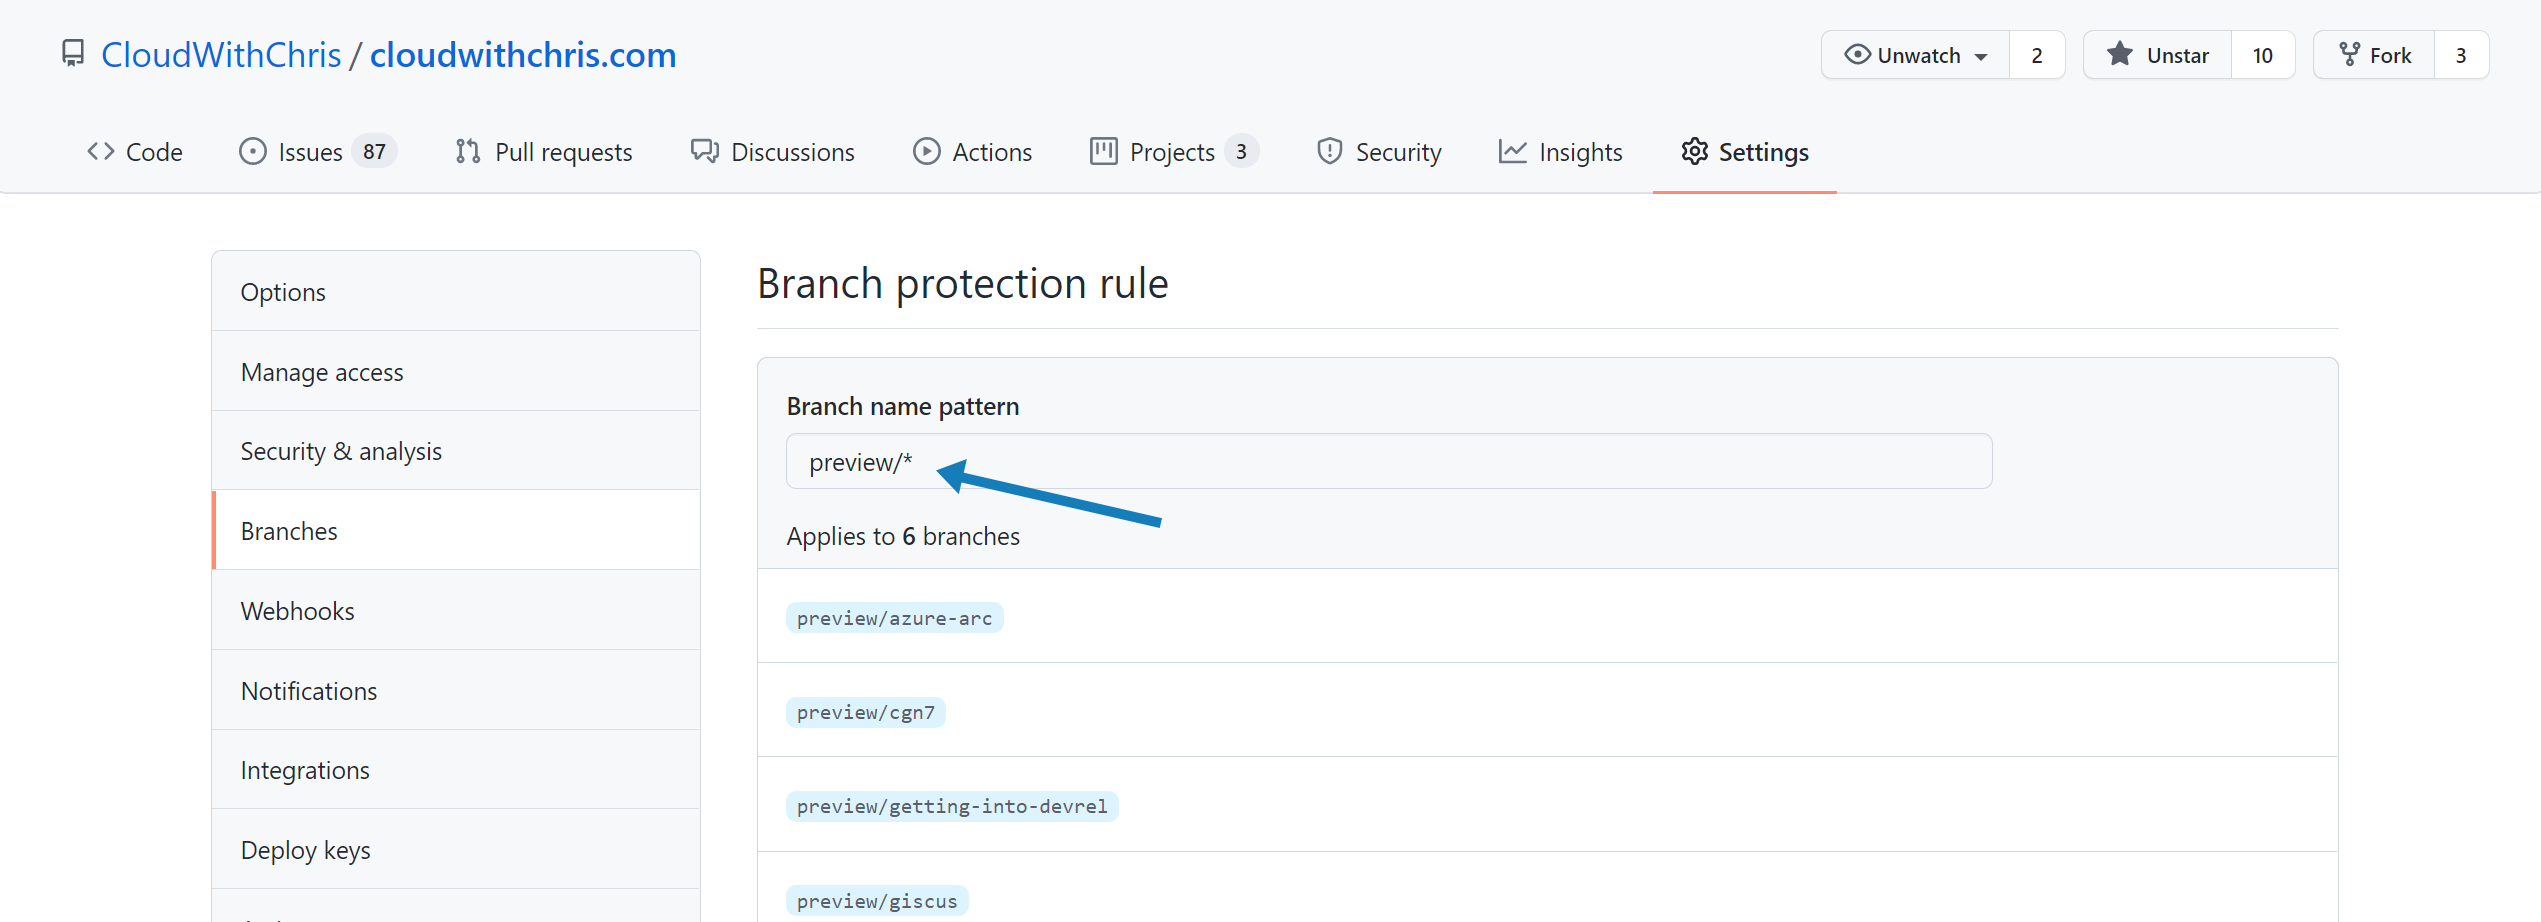 CloudWithChris / cloudwithchris.com
Unwatch 2 Unstar 10 Fork 3
Code Issues 87 Pull requests Discussions Actions Projects 3 Security Insights Settings
Options
Manage access
Security & analysis
Branches
Webhooks
Notifications
Integrations
Deploy keys
Branch protection rule
Branch name pattern
preview/*
Applies to 6 branches
preview/azure-arc
preview/cgn7
preview/getting-into-devrel
preview/giscus